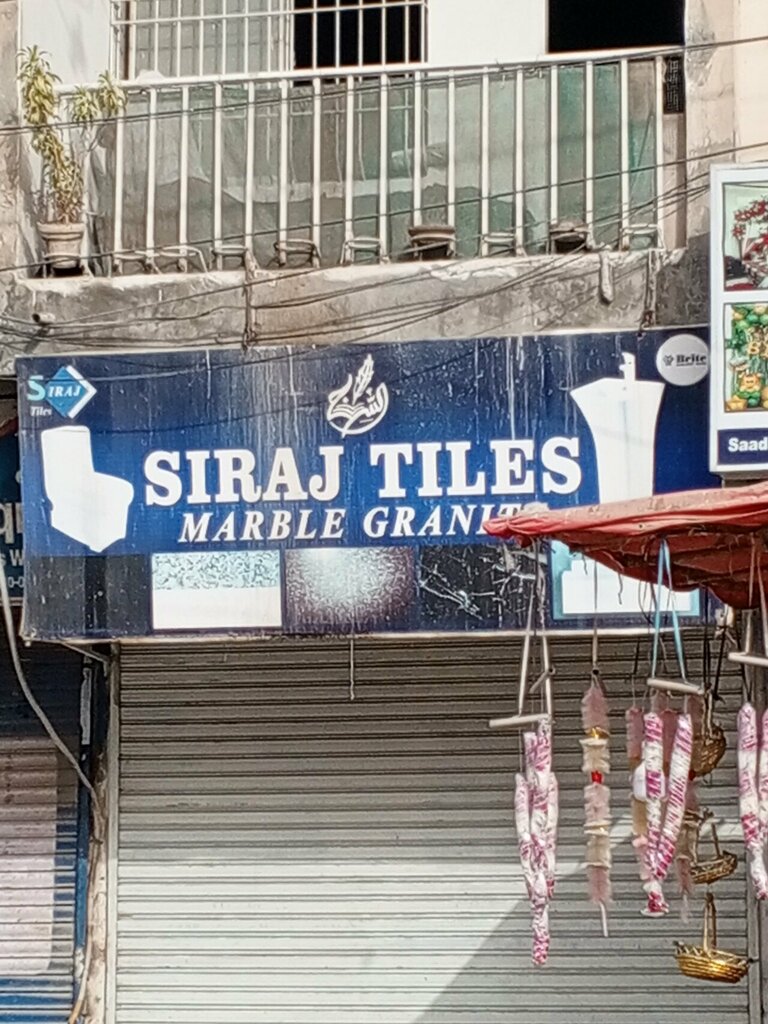 SIRAJ
Tiles
Brite
SIRAJ TILES
MARBLE GRANIT
Saad